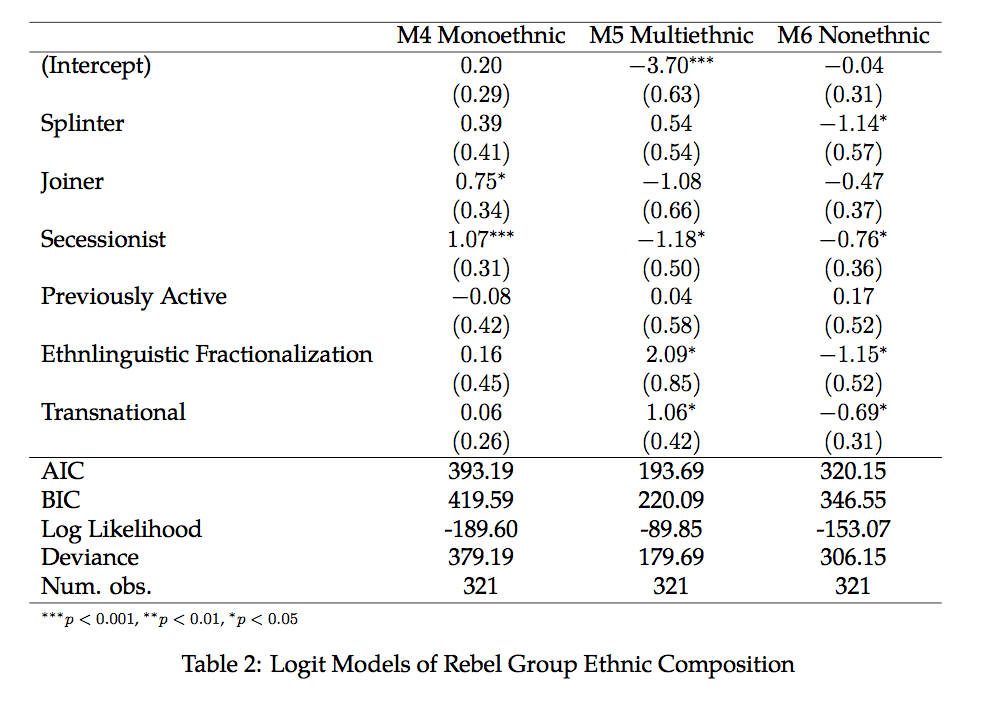 M4 Monoethnic M5 Multiethnic M6 Nonethnic
(Intercept) 0.20 −3.70*** −0.04
(0.29) (0.63) (0.31)
Splinter 0.39 0.54 −1.14*
(0.41) (0.54) (0.57)
Joiner 0.75* −1.08 −0.47
(0.34) (0.66) (0.37)
Secessionist 1.07*** −1.18* −0.76*
(0.31) (0.50) (0.36)
Previously Active −0.08 0.04 0.17
(0.42) (0.58) (0.52)
Ethnlinguistic Fractionalization 0.16 2.09* −1.15*
(0.45) (0.85) (0.52)
Transnational 0.06 1.06* −0.69*
(0.26) (0.42) (0.31)
AIC 393.19 193.69 320.15
BIC 419.59 220.09 346.55
Log Likelihood -189.60 -89.85 -153.07
Deviance 379.19 179.69 306.15
Num. obs. 321 321 321
***p < 0.001, **p < 0.01, *p < 0.05
Table 2: Logit Models of Rebel Group Ethnic Composition